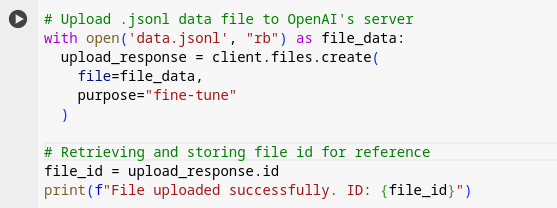 # Upload .jsonl data file to OpenAI's server
with open('data.jsonl', "rb") as file_data:
  upload_response = client.files.create(
    file=file_data,
    purpose="fine-tune"
  )

# Retrieving and storing file id for reference
file_id = upload_response.id
print(f"File uploaded successfully. ID: {file_id}")